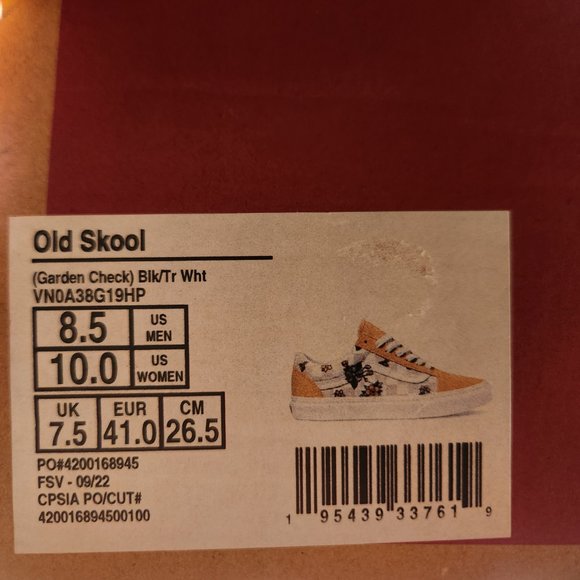 Old Skool
(Garden Check) Blk/Tr Wht
VN0A38G19HP
8.5 US MEN
10.0 US WOMEN
UK EUR CM
7.5 41.0 26.5
PO#4200168945
FSV - 09/22
CPSIA PO/CUT#
420016894500100
1 95439 33761 9